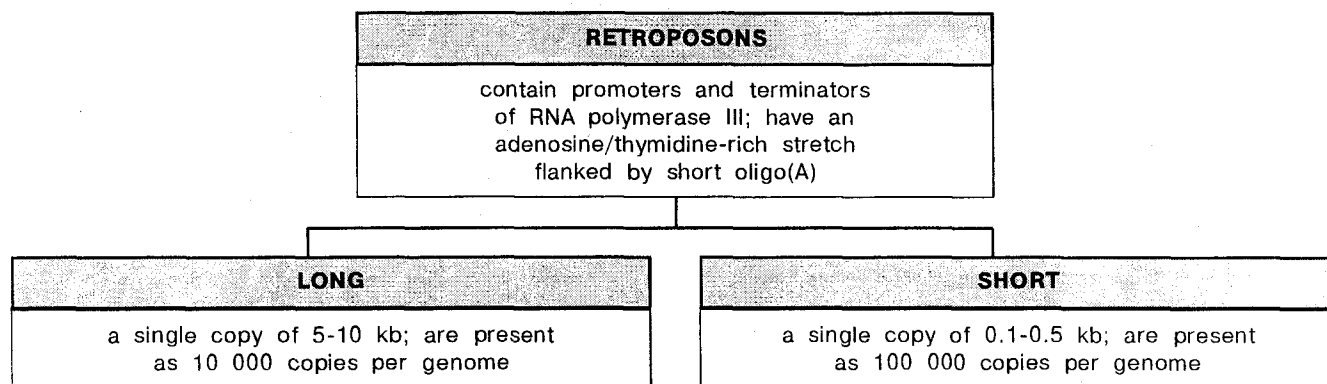 RETROPOSONS
contain promoters and terminators
of RNA polymerase III; have an
adenosine/thymidine-rich stretch
flanked by short oligo(A)
LONG
a single copy of 5-10 kb; are present
as 10 000 copies per genome
SHORT
a single copy of 0.1-0.5 kb; are present
as 100 000 copies per genome